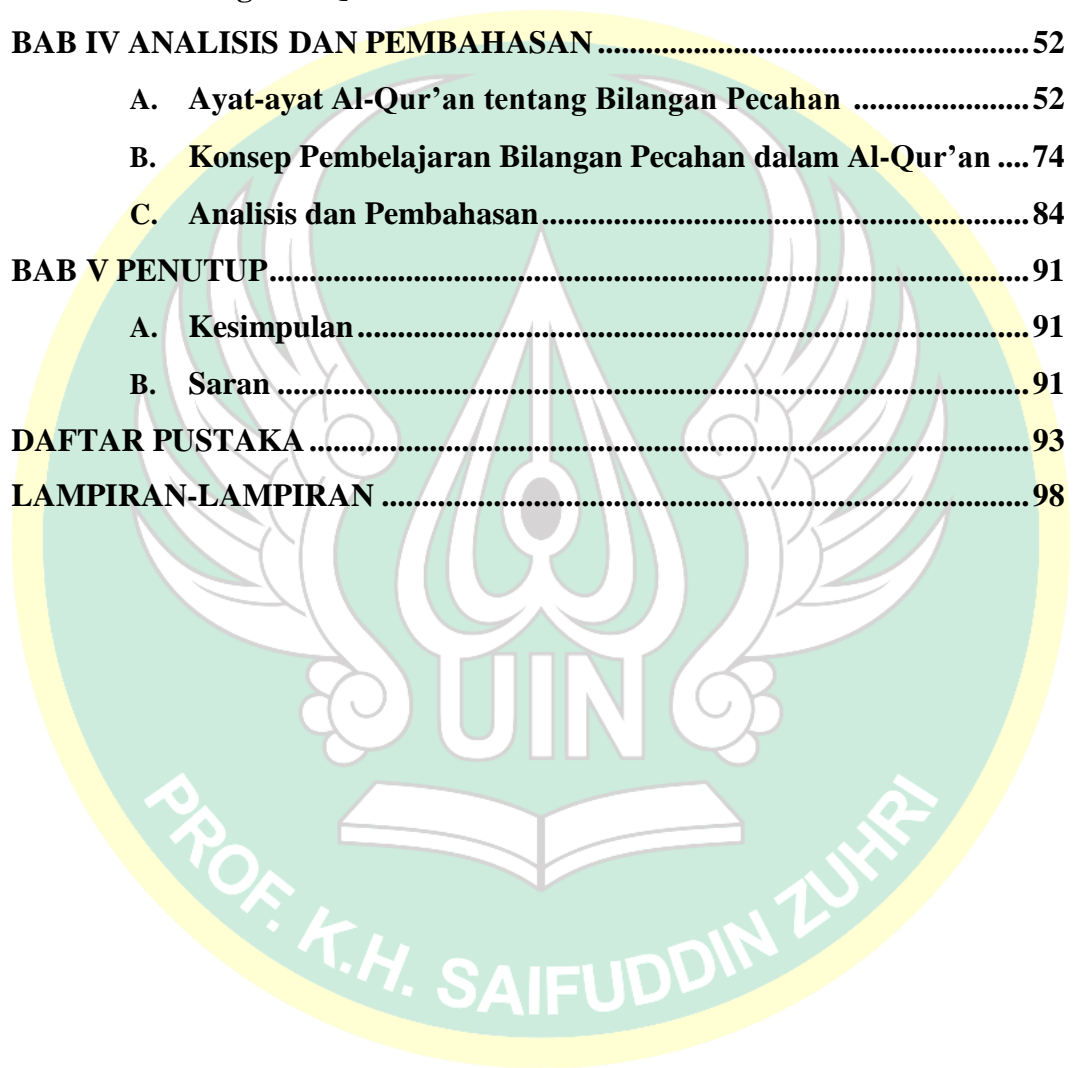 BAB IV ANALISIS DAN PEMBAHASAN ........................................................................ 52
A. Ayat-ayat Al-Qur’an tentang Bilangan Pecahan ............................. 52
B. Konsep Pembelajaran Bilangan Pecahan dalam Al-Qur’an .... 74
C. Analisis dan Pembahasan ................................................................................. 84
BAB V PENUTUP ............................................................................................................................... 91
A. Kesimpulan ................................................................................................................ 91
B. Saran ............................................................................................................................. 91
DAFTAR PUSTAKA ........................................................................................................................ 93
LAMPIRAN-LAMPIRAN ............................................................................................................ 98
UIN
PROF. K.H. SAIFUDDIN ZUHRI